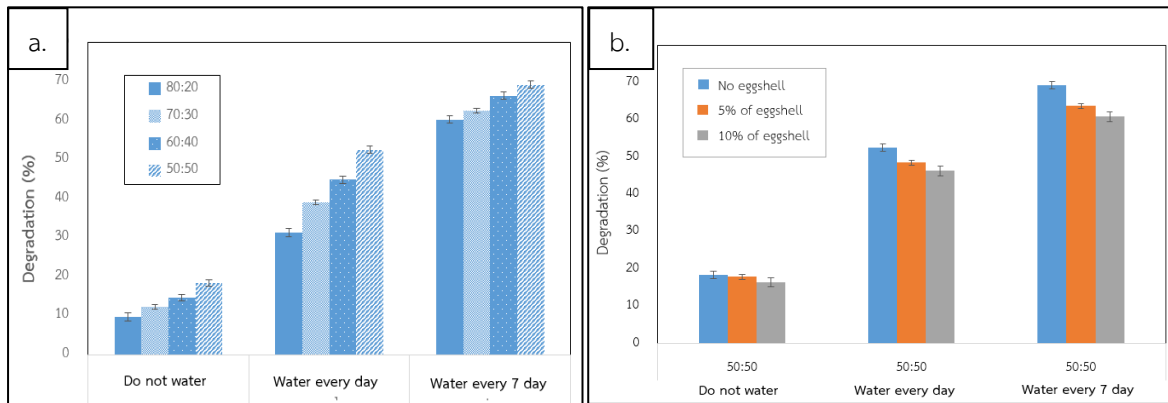 a.
Degradation (%)
70
60
50
40
30
20
10
0
80:20
70:30
60:40
50:50
Do not water
Water every day
Water every 7 day
b.
Degradation (%)
70
60
50
40
30
20
10
0
No eggshell
5% of eggshell
10% of eggshell
50:50
50:50
50:50
Do not water
Water every day
Water every 7 day